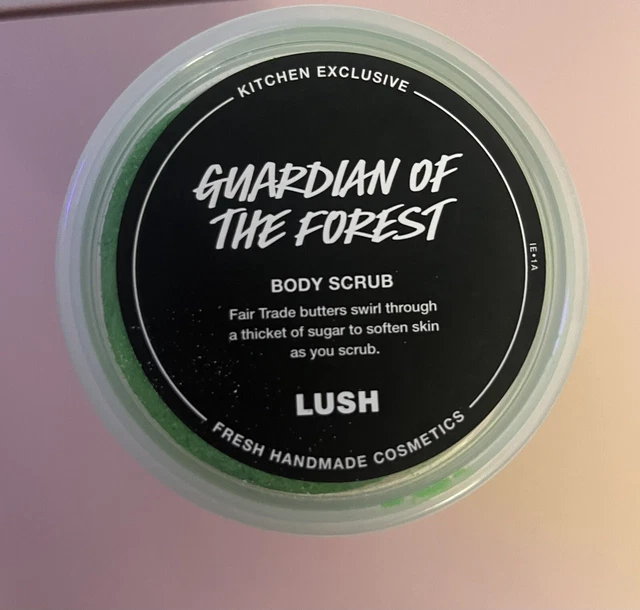 KITCHEN EXCLUSIVE
GUARDIAN OF
THE FOREST
BODY SCRUB
Fair Trade butters swirl through
a thicket of sugar to soften skin
as you scrub.
LUSH
FRESH HANDMADE COSMETICS
IE•1A